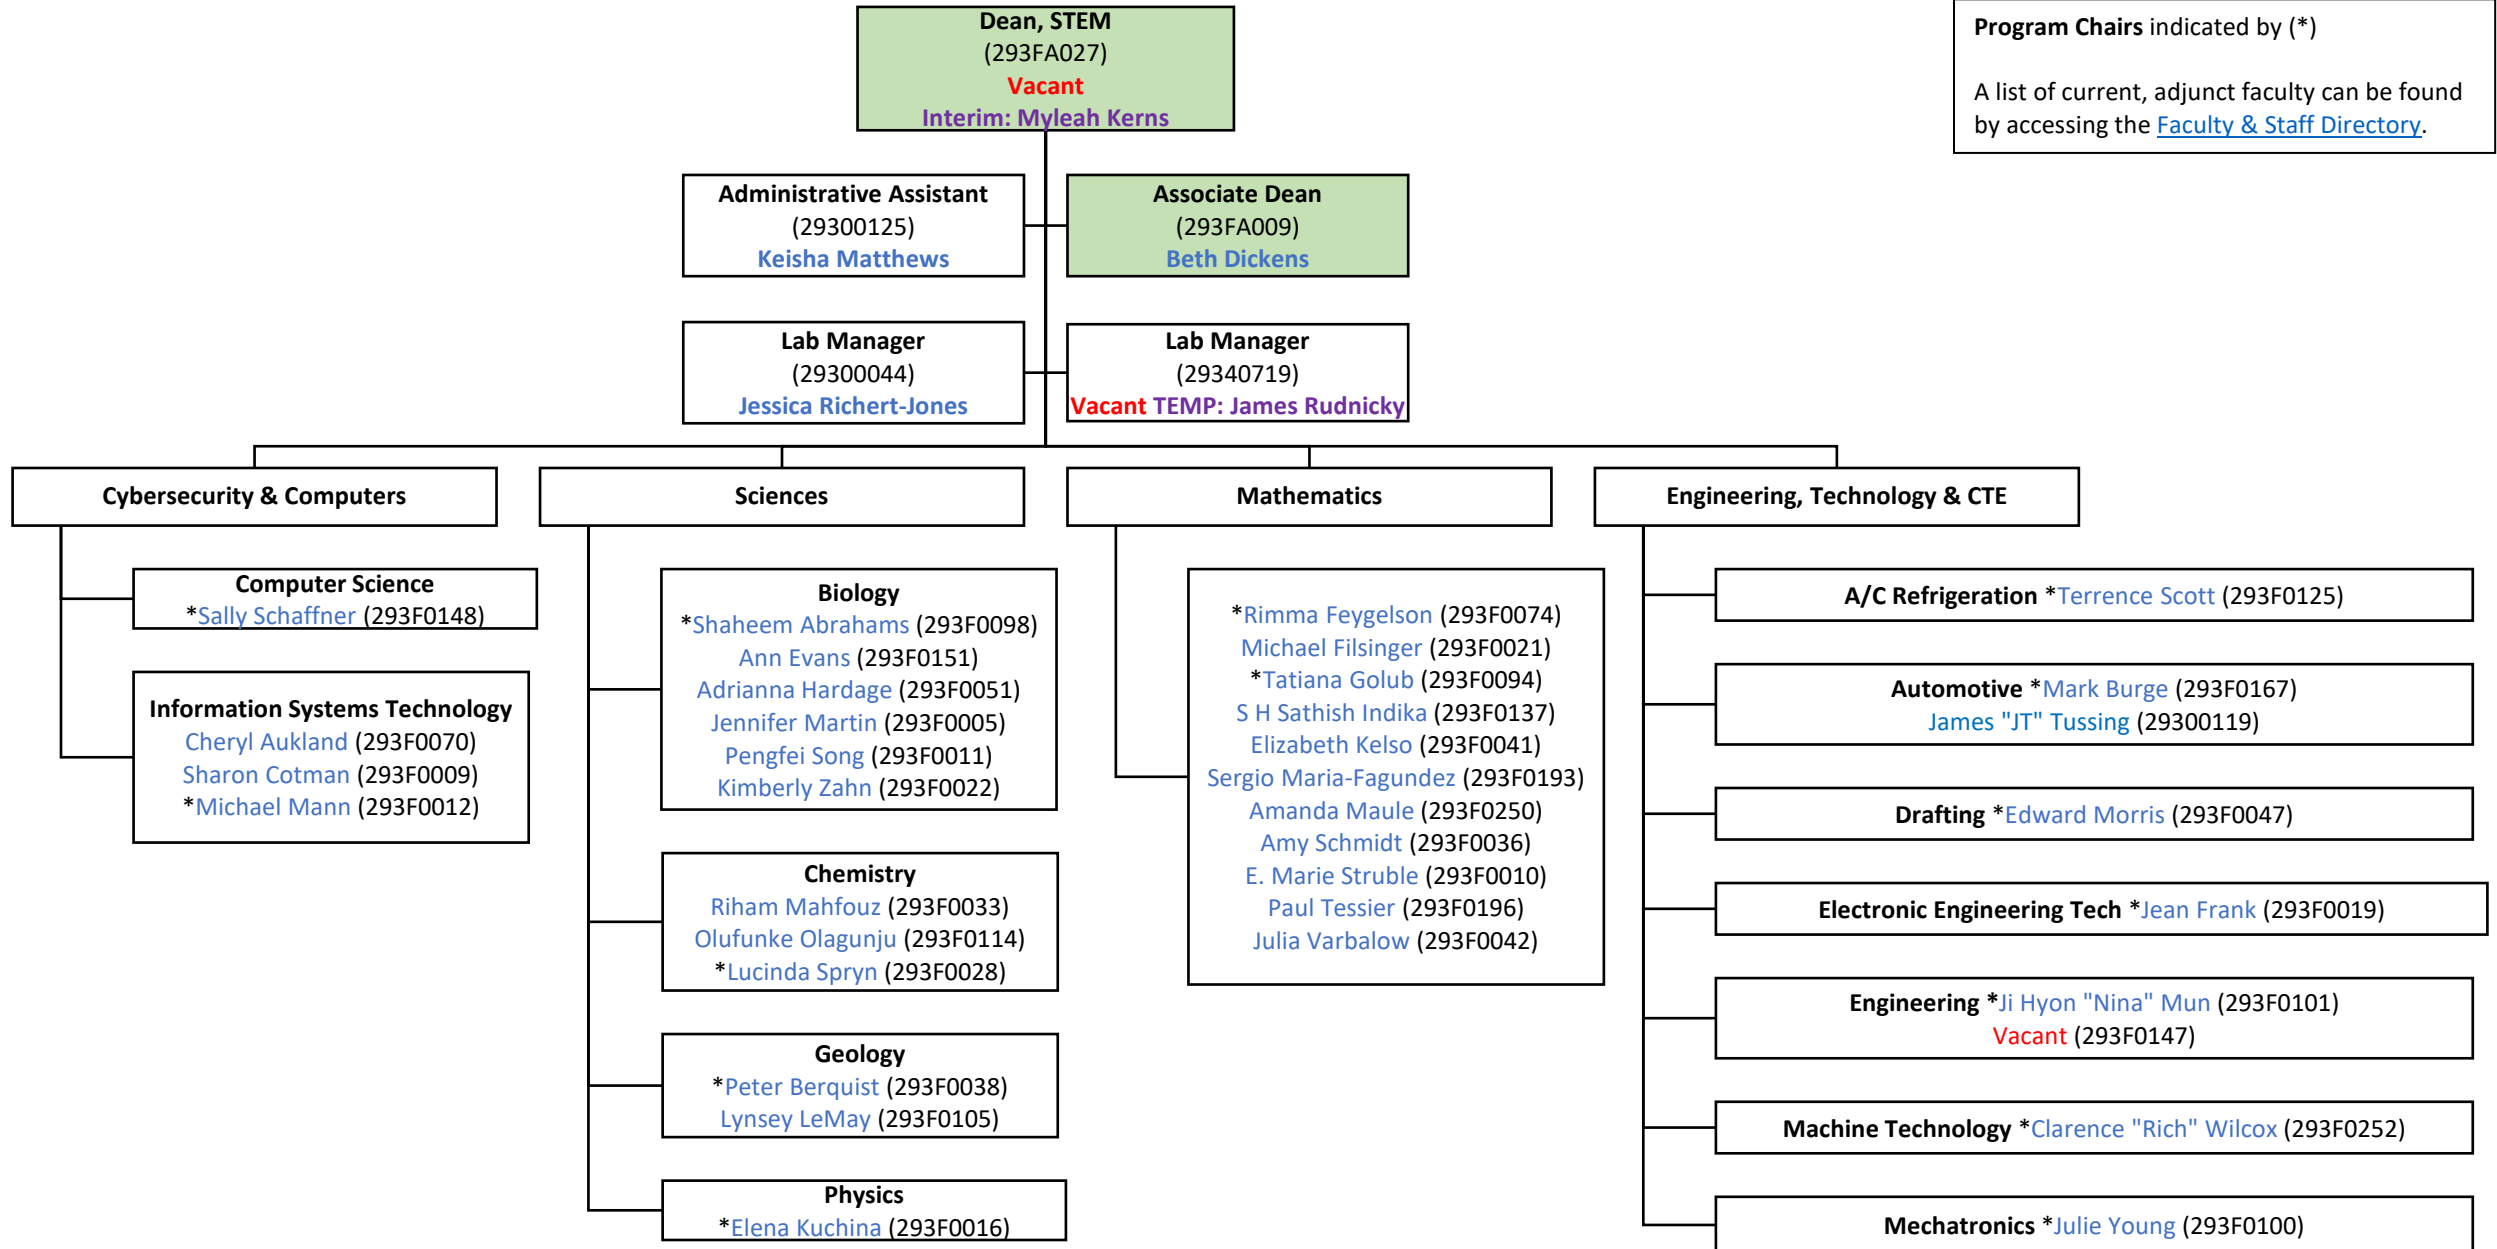 Dean, STEM
(293FA027)
Vacant
Interim: Myleah Kerns
Program Chairs indicated by (*)
A list of current, adjunct faculty can be found
by accessing the Faculty & Staff Directory.
Administrative Assistant
(29300125)
Keisha Matthews
Associate Dean
(293FA009)
Beth Dickens
Lab Manager
(29300044)
Jessica Richert-Jones
Lab Manager
(29340719)
Vacant TEMP: James Rudnicky
Cybersecurity & Computers
Computer Science
*Sally Schaffner (293F0148)
Information Systems Technology
Cheryl Aukland (293F0070)
Sharon Cotman (293F0009)
*Michael Mann (293F0012)
Sciences
Biology
*Shaheem Abrahams (293F0098)
Ann Evans (293F0151)
Adrianna Hardage (293F0051)
Jennifer Martin (293F0005)
Pengfei Song (293F0011)
Kimberly Zahn (293F0022)
Chemistry
Riham Mahfouz (293F0033)
Olufunke Olagunju (293F0114)
*Lucinda Spryn (293F0028)
Geology
*Peter Berquist (293F0038)
Lynsey LeMay (293F0105)
Physics
*Elena Kuchina (293F0016)
Mathematics
*Rimma Feygelson (293F0074)
Michael Filsinger (293F0021)
*Tatiana Golub (293F0094)
S H Sathish Indika (293F0137)
Elizabeth Kelso (293F0041)
Sergio Maria-Fagundez (293F0193)
Amanda Maule (293F0250)
Amy Schmidt (293F0036)
E. Marie Struble (293F0010)
Paul Tessier (293F0196)
Julia Varbalow (293F0042)
Engineering, Technology & CTE
A/C Refrigeration *Terrence Scott (293F0125)
Automotive *Mark Burge (293F0167)
James "JT" Tussing (29300119)
Drafting *Edward Morris (293F0047)
Electronic Engineering Tech *Jean Frank (293F0019)
Engineering *Ji Hyon "Nina" Mun (293F0101)
Vacant (293F0147)
Machine Technology *Clarence "Rich" Wilcox (293F0252)
Mechatronics *Julie Young (293F0100)